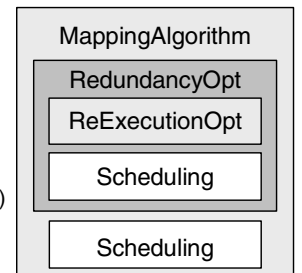 MappingAlgorithm
RedundancyOpt
ReExecutionOpt
Scheduling
)
Scheduling